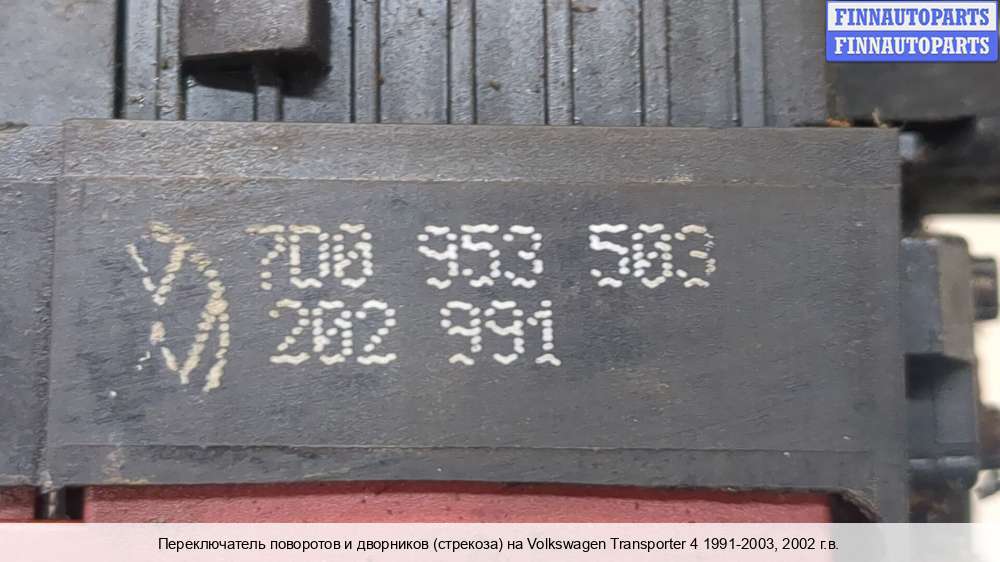 FINNAUTOPARTS
FINNAUTOPARTS
7D0 953 503
202 991
Переключатель поворотов и дворников (стрекоза) на Volkswagen Transporter 4 1991-2003, 2002 г.в.